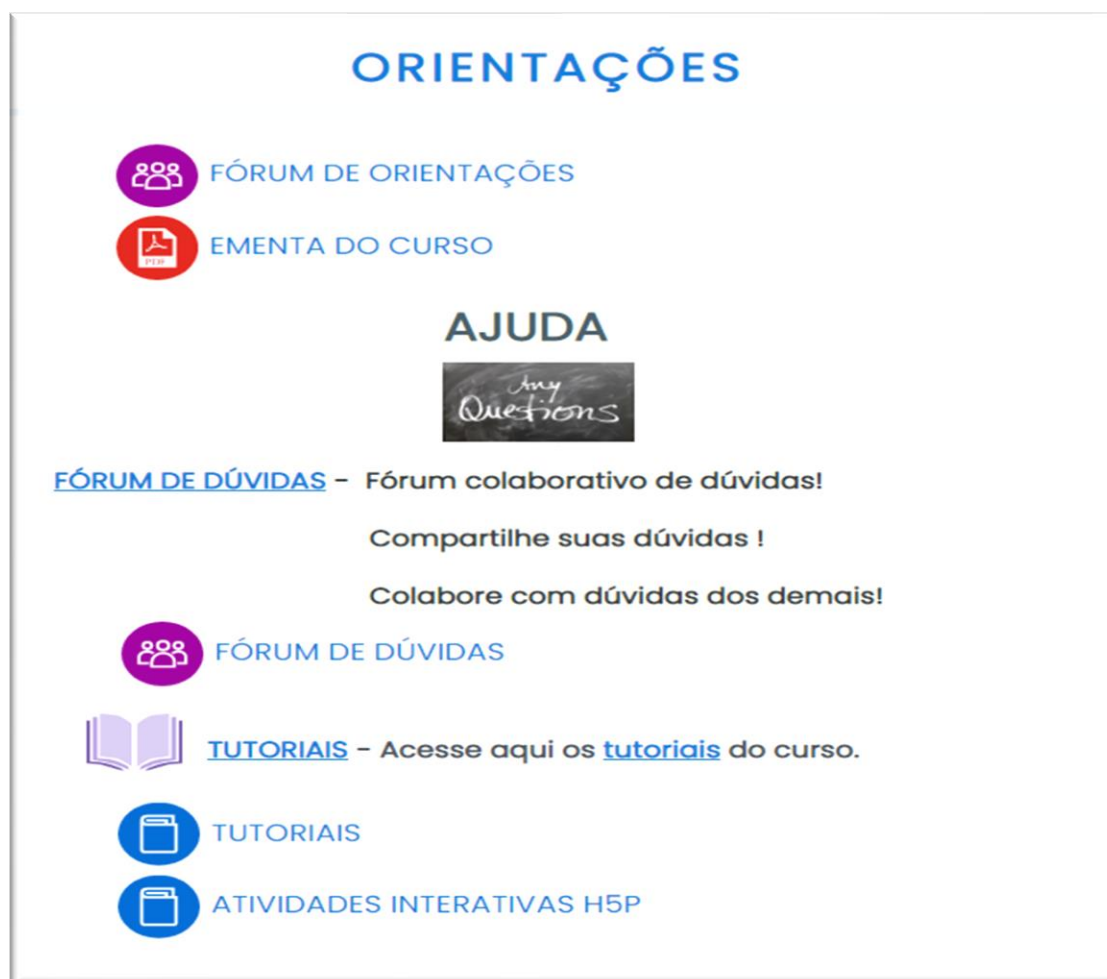 ORIENTAÇÕES
FÓRUM DE ORIENTAÇÕES
PDF
EMENTA DO CURSO
AJUDA
Any
Questions
FÓRUM DE DÚVIDAS - Fórum colaborativo de dúvidas!
Compartilhe suas dúvidas !
Colabore com dúvidas dos demais!
FÓRUM DE DÚVIDAS
TUTORIAIS - Acesse aqui os tutoriais do curso.
TUTORIAIS
ATIVIDADES INTERATIVAS H5P